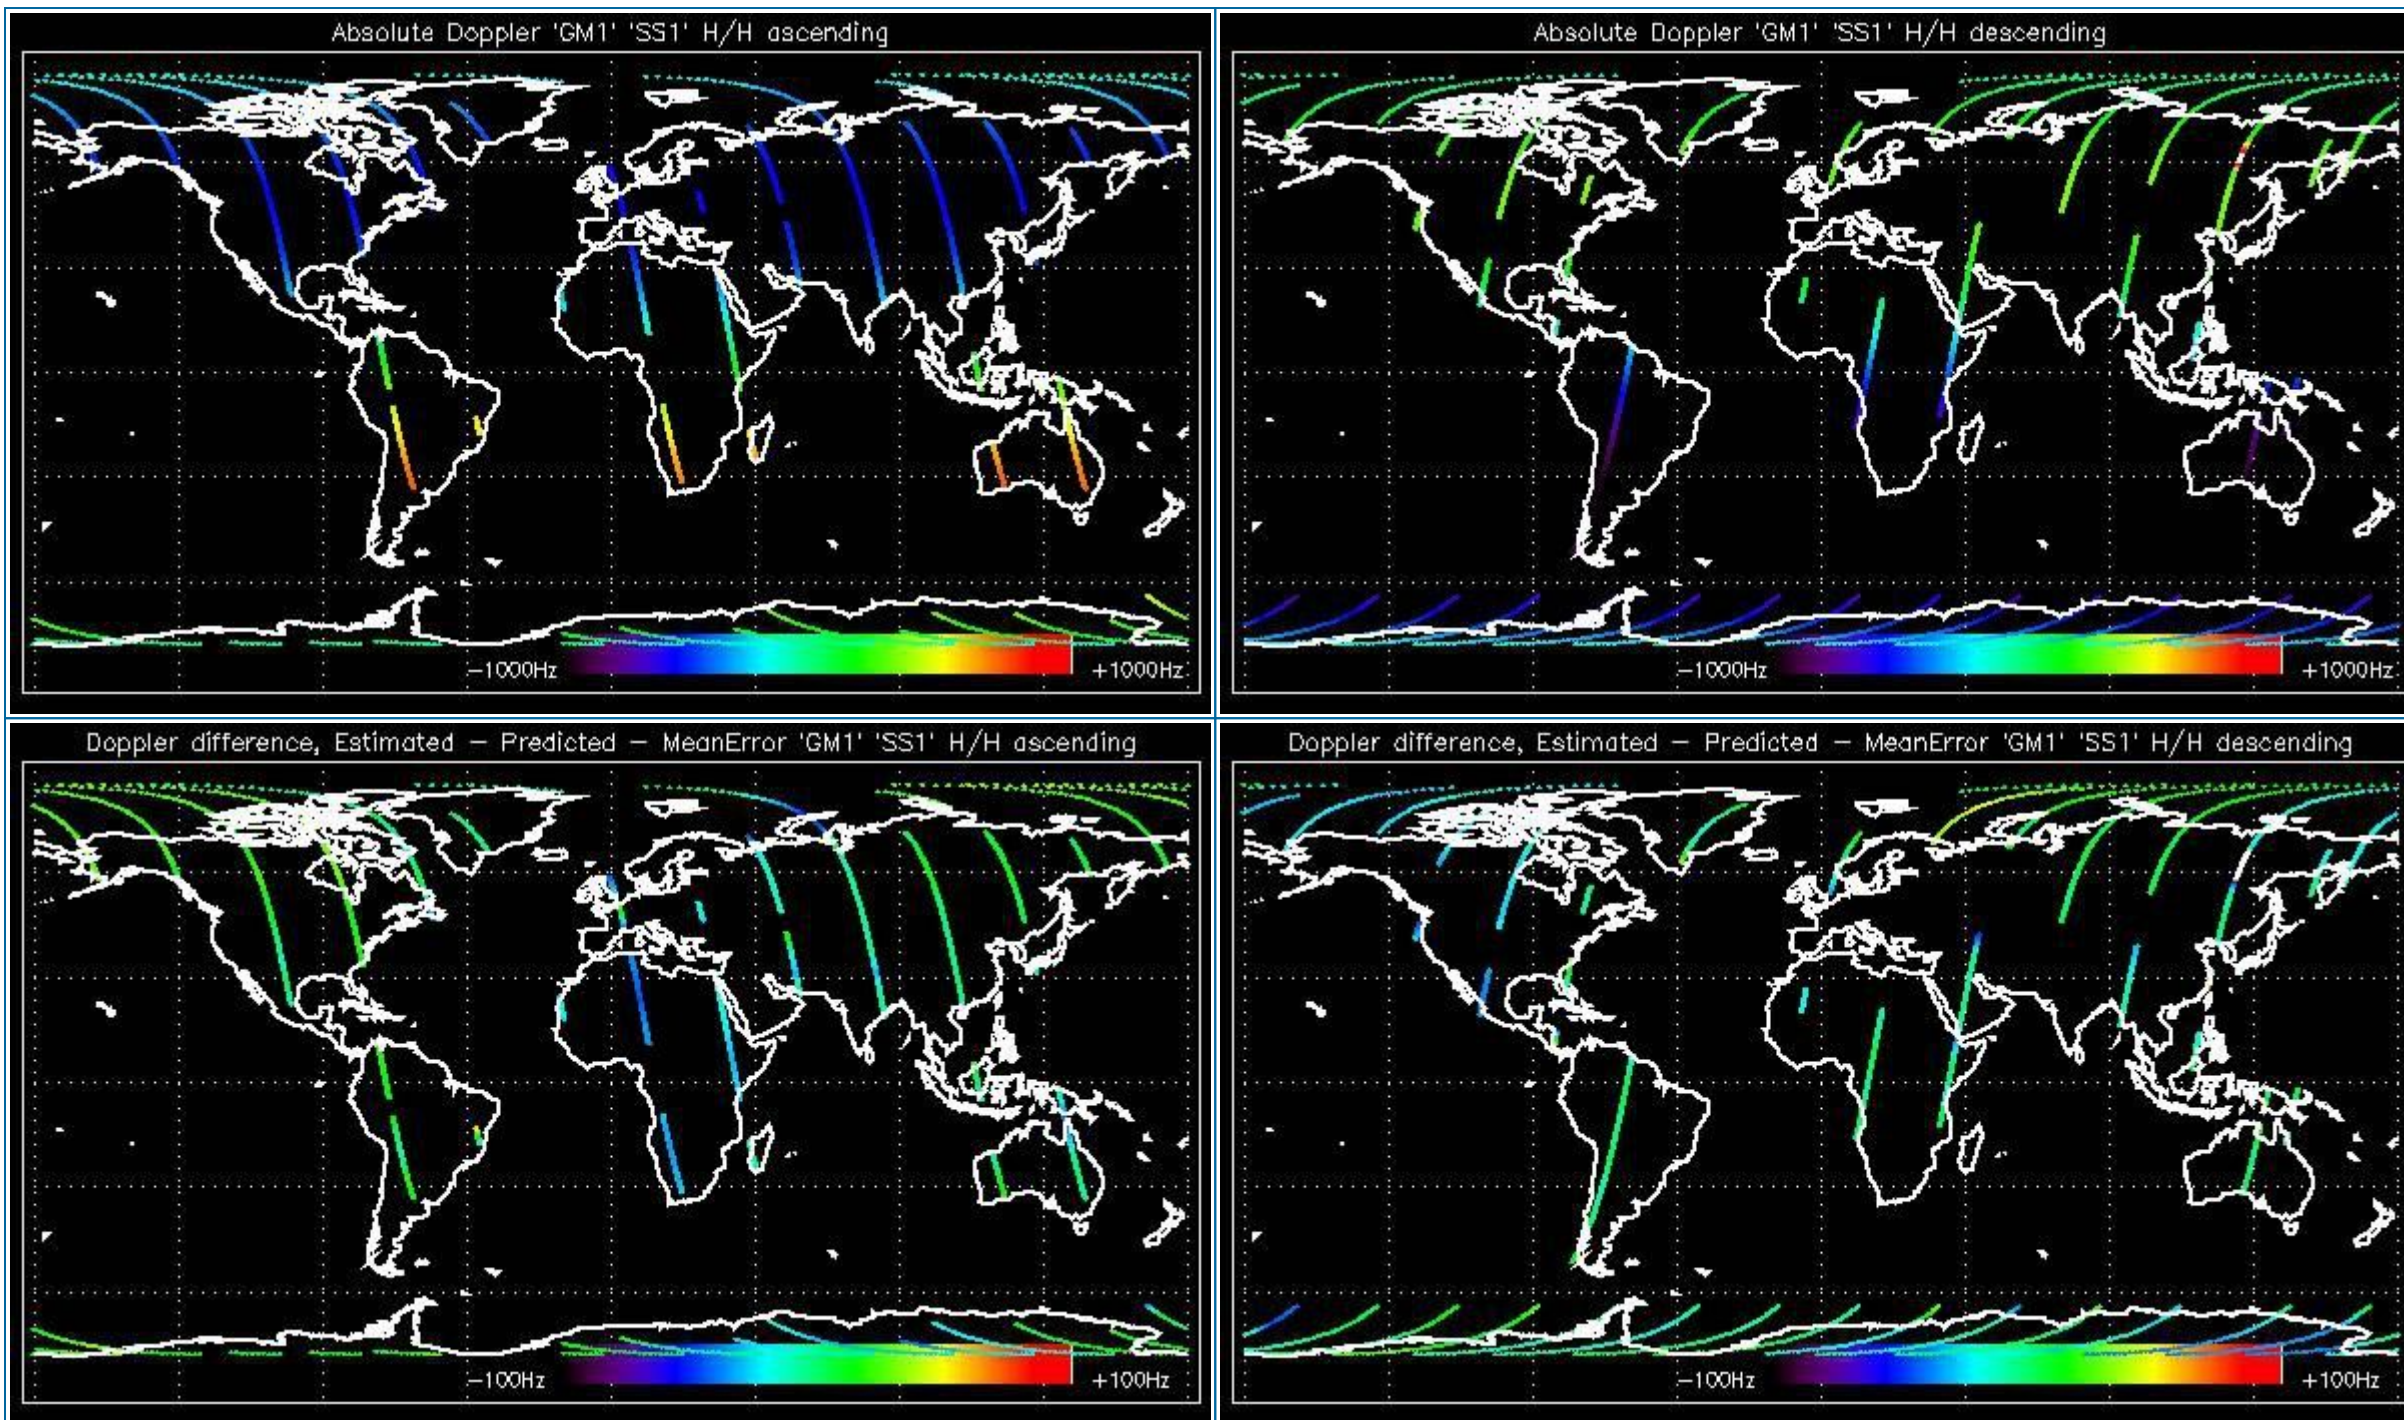 Absolute Doppler 'GM1' 'SS1' H/H ascending
-1000Hz
+1000Hz
Absolute Doppler 'GM1' 'SS1' H/H descending
-1000Hz
+1000Hz
Doppler difference, Estimated - Predicted - MeanError 'GM1' 'SS1' H/H ascending
-100Hz
+100Hz
Doppler difference, Estimated - Predicted - MeanError 'GM1' 'SS1' H/H descending
-100Hz
+100Hz